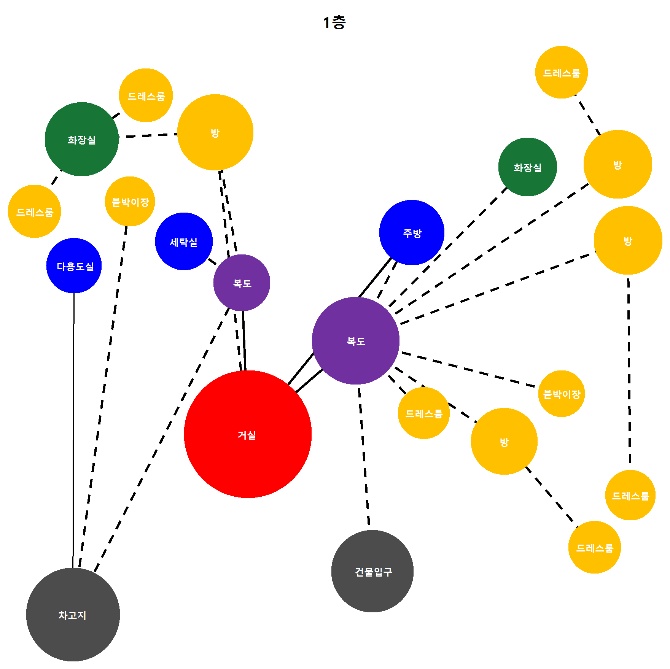 1층
드레스룸
드레스룸
방
화장실
화장실
방
드레스룸
붙박이장
방
주방
세탁실
다용도실
복도
복도
붙박이장
드레스룸
거실
방
드레스룸
드레스룸
건물입구
차고지